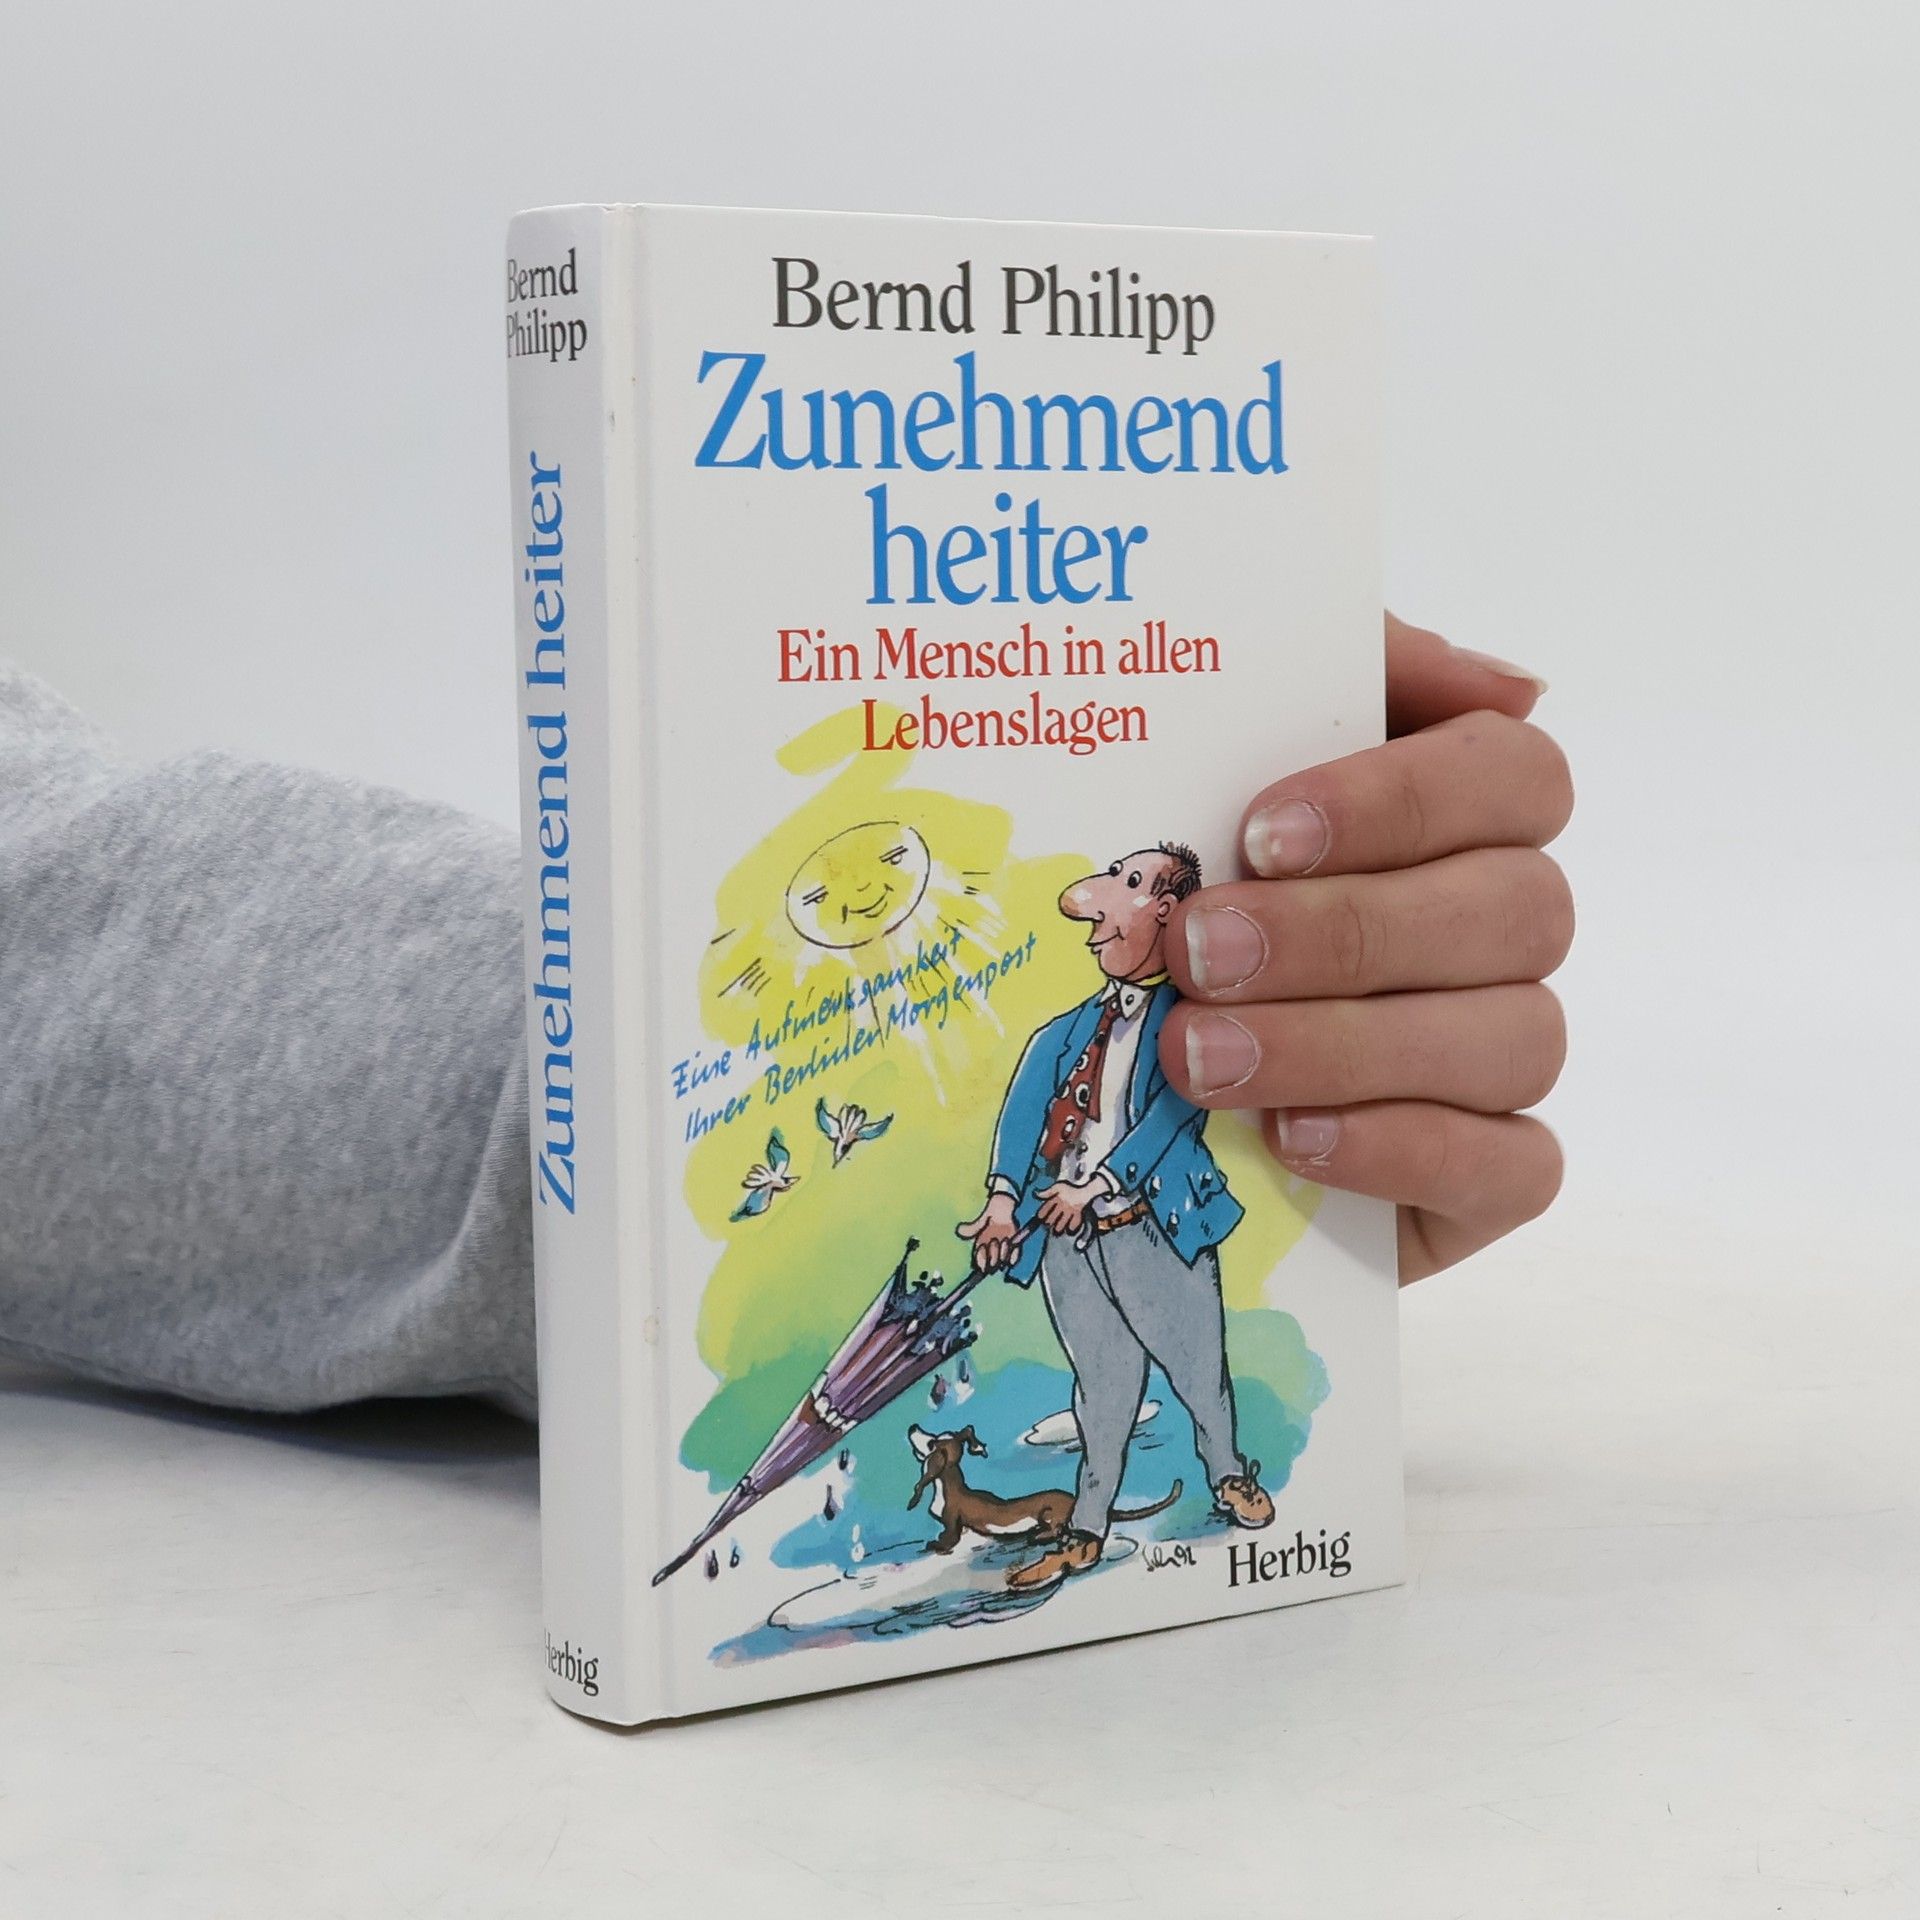 Bernd
Philipp
Zunehmend heiter
Herbig
Bernd Philipp
Zunehmend
heiter
Ein Mensch in allen
Lebenslagen
Eine Aufmerksamkeit
Ihrer Berliner Morgenpost
Herbig